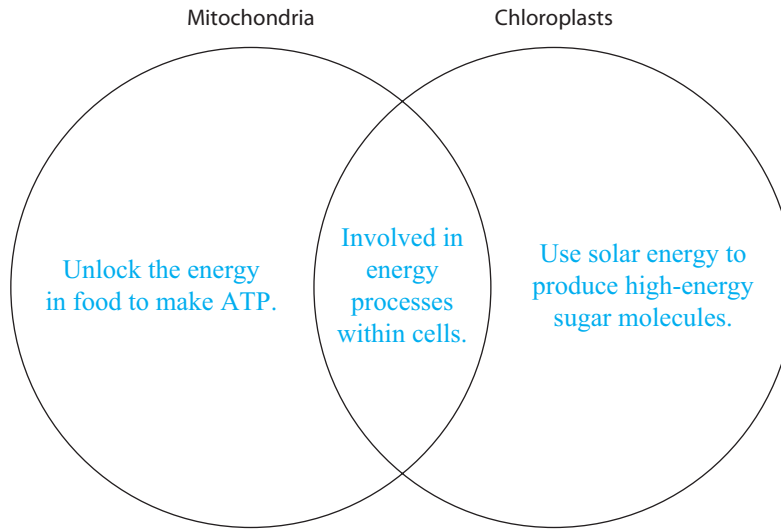 Mitochondria
Chloroplasts
Unlock the energy
in food to make ATP.
Involved in
energy
processes
within cells.
Use solar energy to
produce high-energy
sugar molecules.